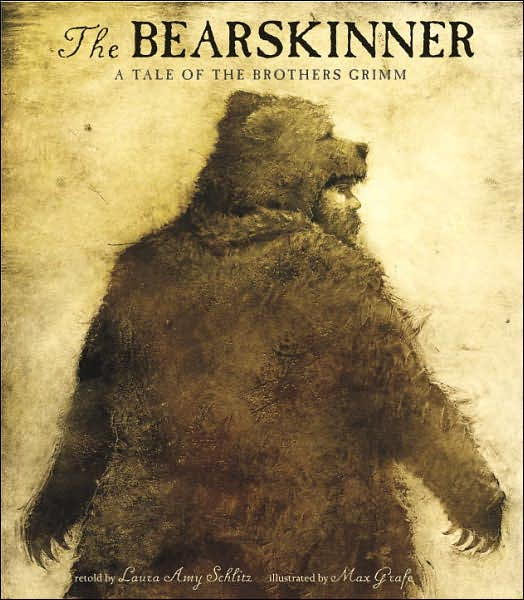 The BEARSKINNER
A TALE OF THE BROTHERS GRIMM
retold by Laura Amy Schlitz illustrated by Max Grafe